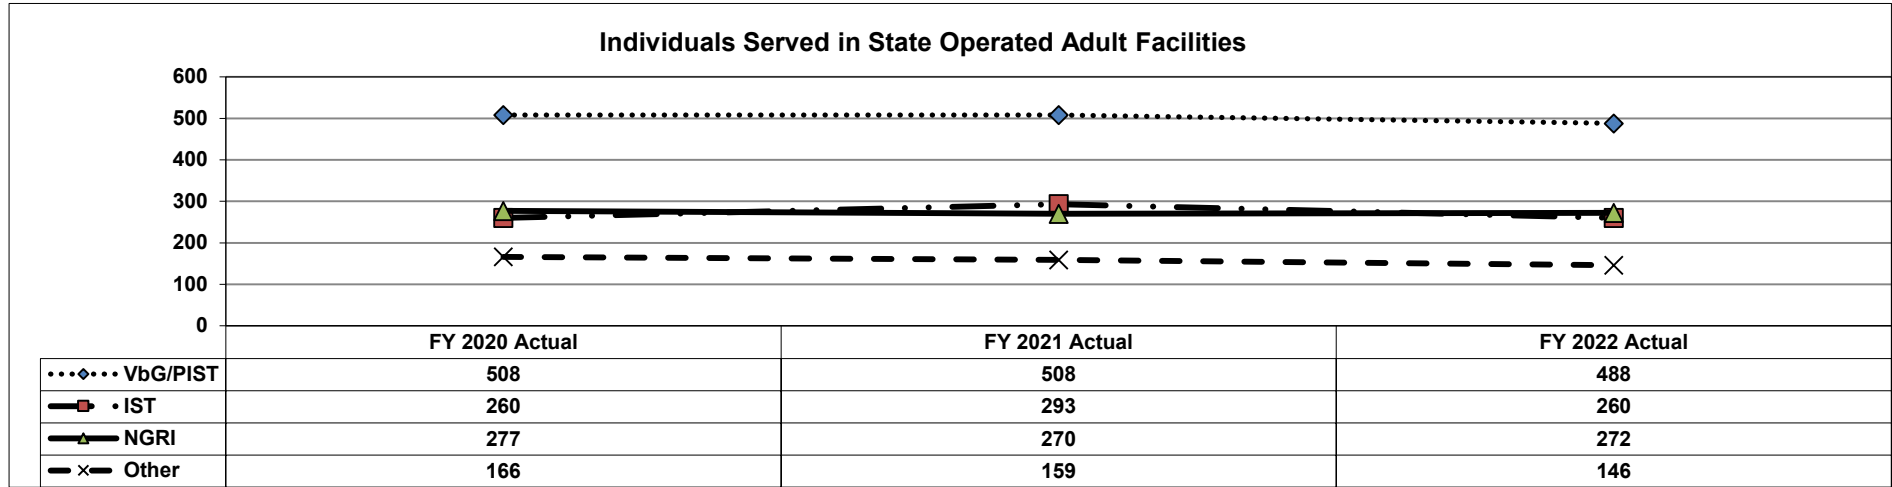 Individuals Served in State Operated Adult Facilities
600
500
400
300
200
100
0
FY 2020 Actual FY 2021 Actual FY 2022 Actual
VbG/PIST 508 508 488
IST 260 293 260
NGRI 277 270 272
Other 166 159 146